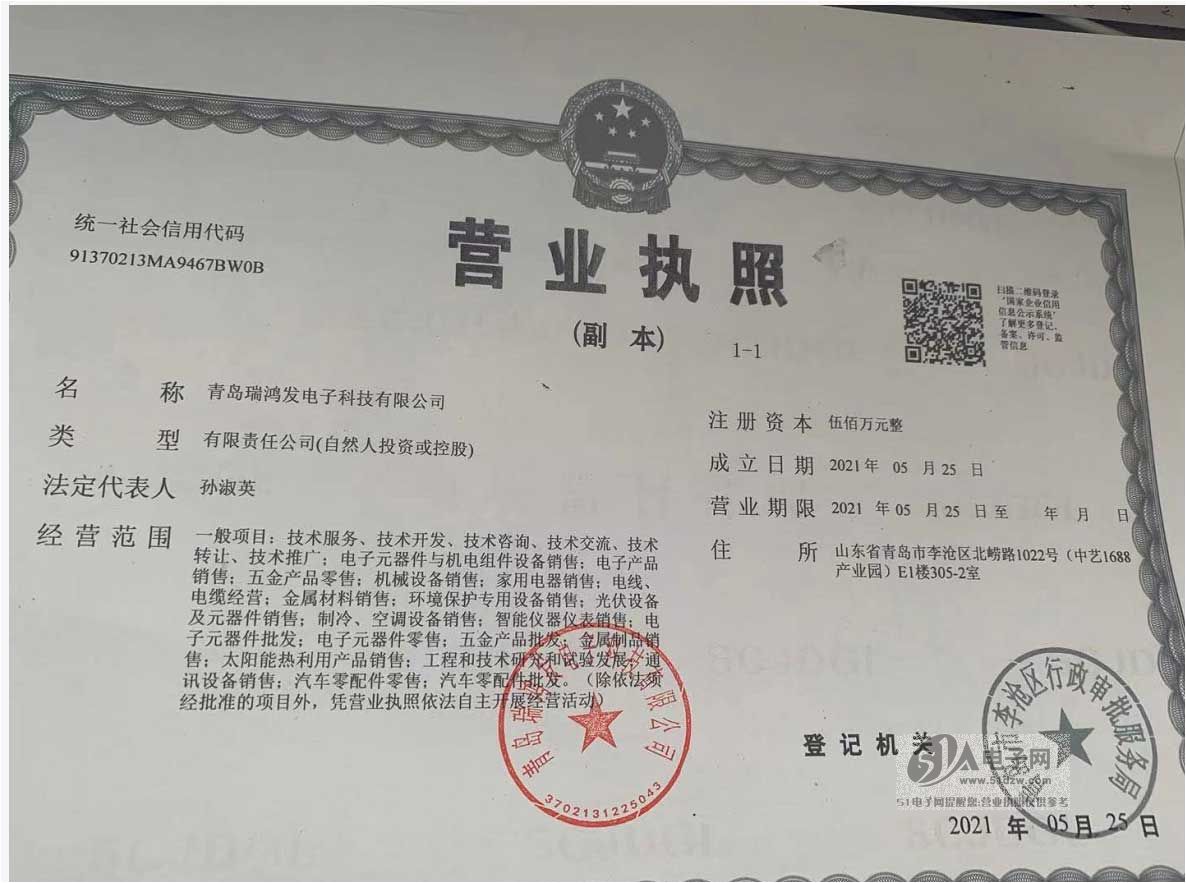 统一社会信用代码
91370213MA9467BW0B
营业执照
(副 本)
1-1
扫描二维码登录
‘国家企业信用
信息公示系统’
了解更多登记、
备案、许可、监
管信息
名 称 青岛瑞鸿发电子科技有限公司
类 型 有限责任公司(自然人投资或控股)
法定代表人 孙淑英
经营范围 一般项目：技术服务、技术开发、技术咨询、技术交流、技术
转让、技术推广；电子元器件与机电组件设备销售；电子产品
销售；五金产品零售；机械设备销售；家用电器销售；电线、
电缆经营；金属材料销售；环境保护专用设备销售；光伏设备
及元器件销售；制冷、空调设备销售；智能仪器仪表销售；电
子元器件批发；电子元器件零售；五金产品批发；金属制品销
售；太阳能热利用产品销售；工程和技术研究和试验发展；通
讯设备销售；汽车零配件零售；汽车零配件批发。（除依法须
经批准的项目外，凭营业执照依法自主开展经营活动）
注册资本 伍佰万元整
成立日期 2021年 05 月 25 日
营业期限 2021 年 05 月 25 日至 年 月 日
住 所 山东省青岛市李沧区北崂路1022号（中艺1688
产业园）E1楼305-2室
3702131225043
登记机关
李沧区行政审批服务局
51电子网
www.51dzw.com
51电子网提醒您:营业执照仅供参考
2021 年 05 月 25 日